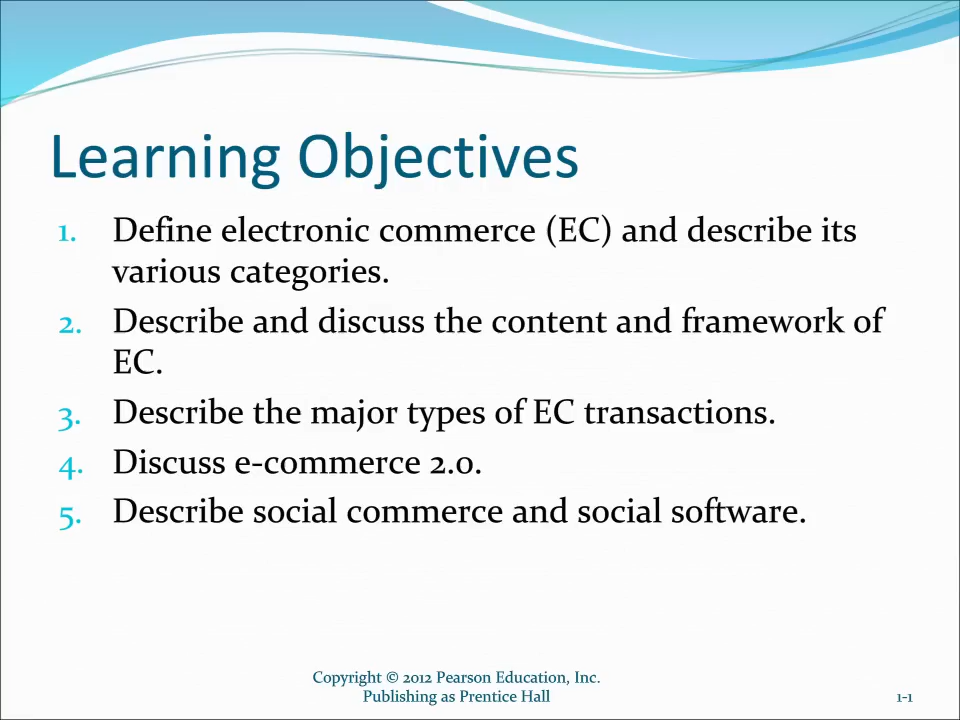 Learning Objectives
1. Define electronic commerce (EC) and describe its
various categories.
2. Describe and discuss the content and framework of
EC.
3. Describe the major types of EC transactions.
4. Discuss e-commerce 2.0.
5. Describe social commerce and social software.
Copyright © 2012 Pearson Education, Inc.
Publishing as Prentice Hall
1-1